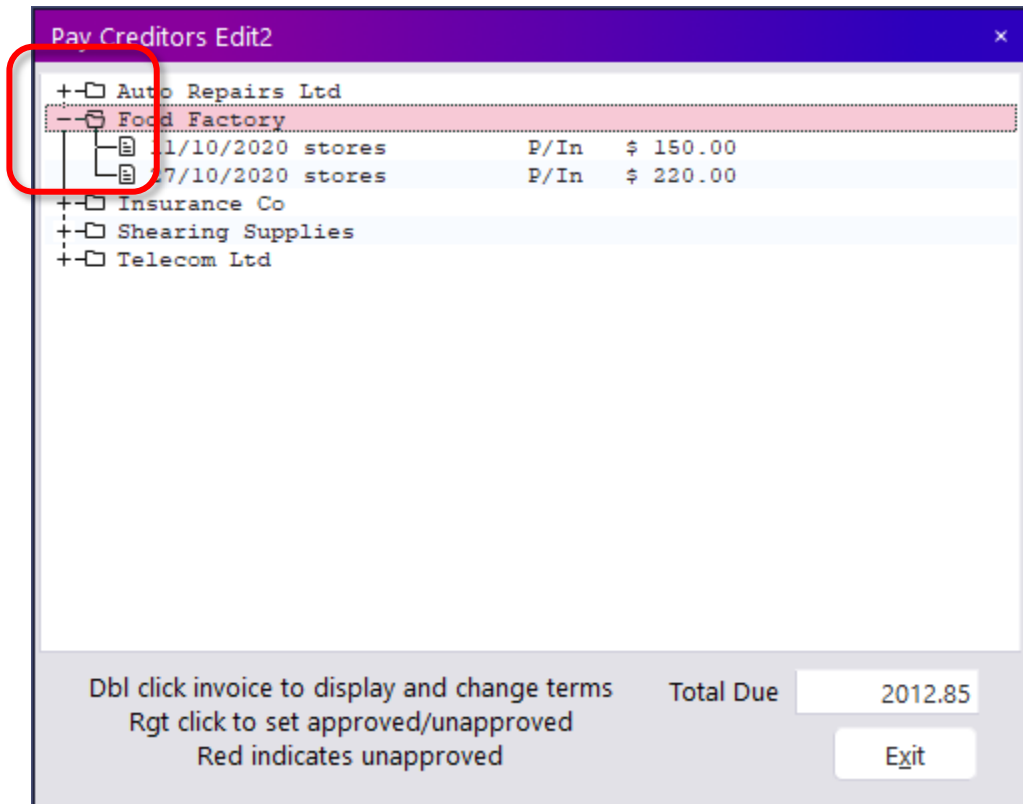 Pay Creditors Edit2
Auto Repairs Ltd
Food Factory
11/10/2020 stores P/In $ 150.00
27/10/2020 stores P/In $ 220.00
Insurance Co
Shearing Supplies
Telecom Ltd
Dbl click invoice to display and change terms
Rgt click to set approved/unapproved
Red indicates unapproved
Total Due 2012.85
Exit